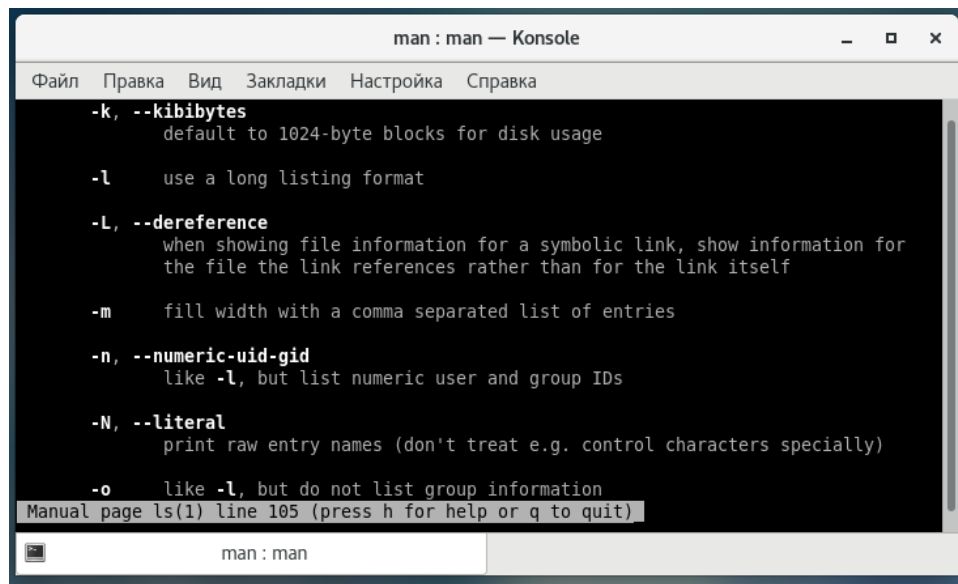 man : man — Konsole
Файл Правка Вид Закладки Настройка Справка
-k, --kibibytes
default to 1024-byte blocks for disk usage
-l use a long listing format
-L, --dereference
when showing file information for a symbolic link, show information for
the file the link references rather than for the link itself
-m fill width with a comma separated list of entries
-n, --numeric-uid-gid
like -l, but list numeric user and group IDs
-N, --literal
print raw entry names (don't treat e.g. control characters specially)
-o like -l, but do not list group information
Manual page ls(1) line 105 (press h for help or q to quit)
man : man